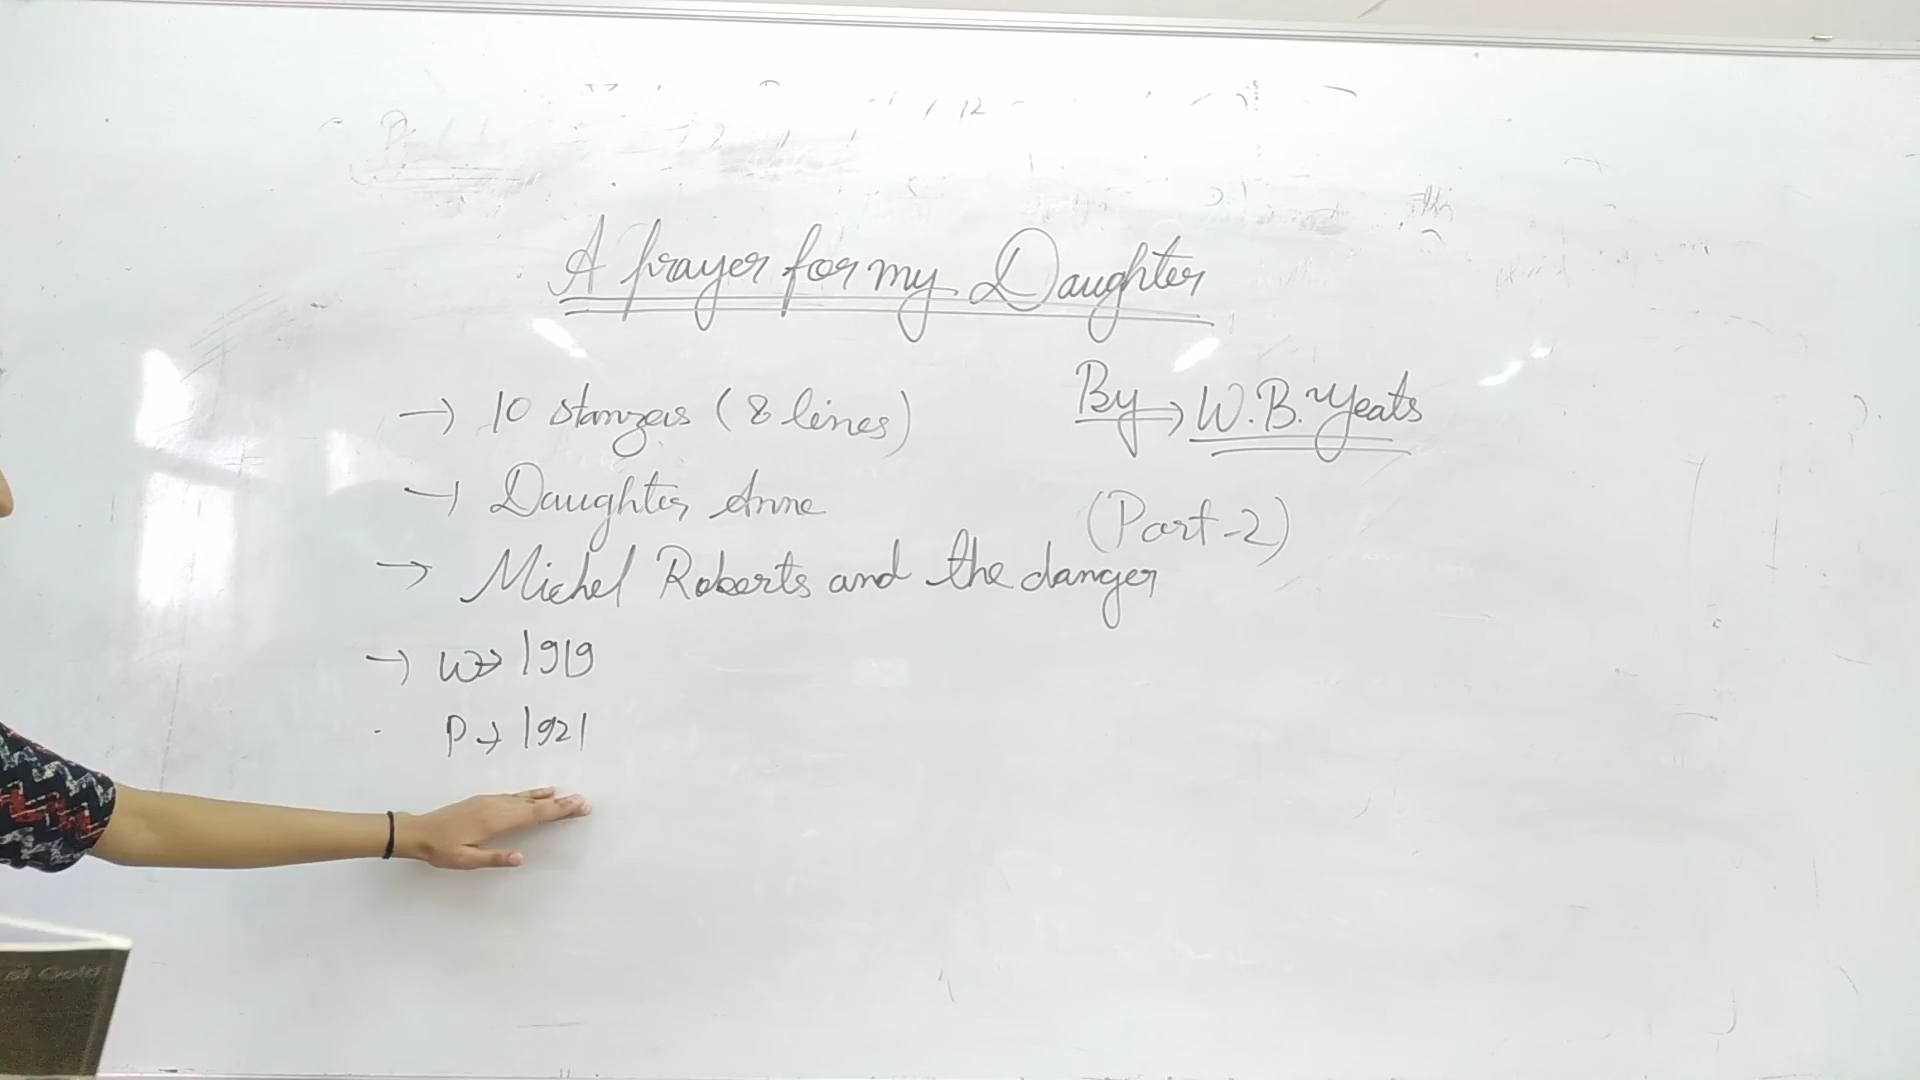 A prayer for my Daughter
By → W.B. Yeats
(Part-2)
→ 10 stanzas (8 lines)
→ Daughter, Anne
→ Michel Roberts and the danger
→ W → 1919
P → 1921